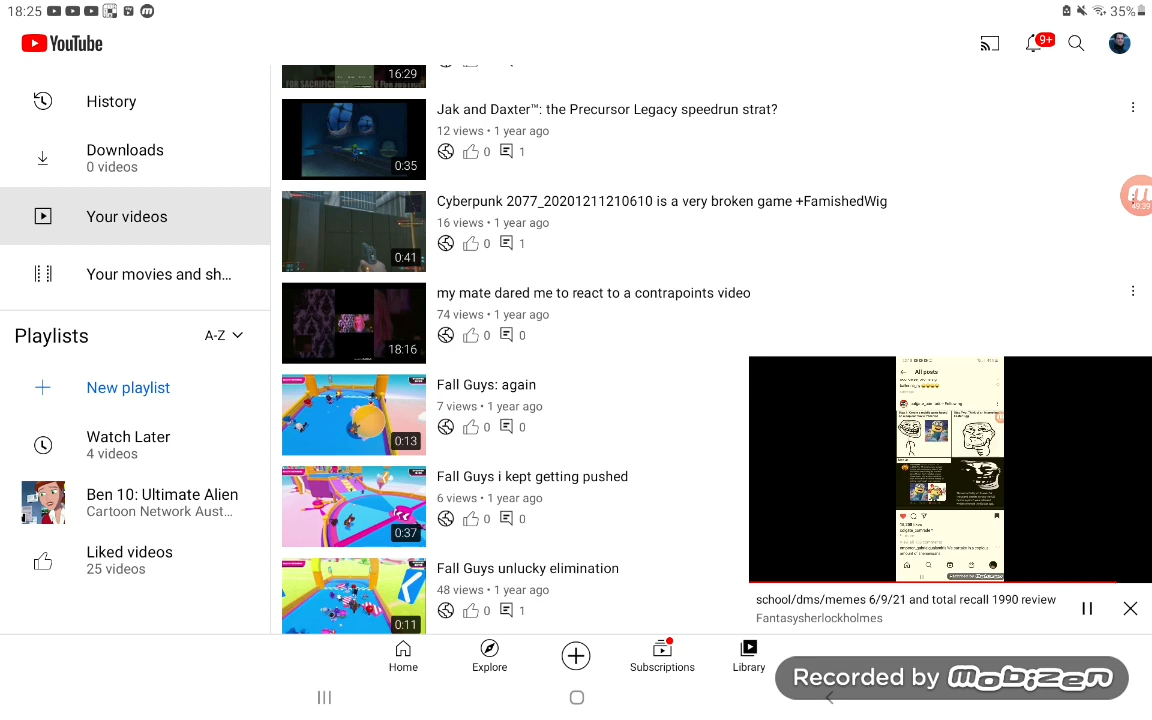 18:25
35%
YouTube
9+
History
Downloads
0 videos
Your videos
Your movies and sh...
Playlists
A-Z
New playlist
Watch Later
4 videos
Ben 10: Ultimate Alien
Cartoon Network Aust...
Liked videos
25 videos
16:29
Jak and Daxter™: the Precursor Legacy speedrun strat?
12 views • 1 year ago
0 1
0:35
Cyberpunk 2077_20201211210610 is a very broken game +FamishedWig
16 views • 1 year ago
0 1
0:41
49:39
my mate dared me to react to a contrapoints video
74 views • 1 year ago
0 0
18:16
Fall Guys: again
7 views • 1 year ago
0 0
0:13
Fall Guys i kept getting pushed
6 views • 1 year ago
0 0
0:37
Fall Guys unlucky elimination
48 views • 1 year ago
0 1
0:11
All posts
school/dms/memes 6/9/21 and total recall 1990 review
Fantasysherlockholmes
Home
Explore
Subscriptions
Library
Recorded by Mobizen